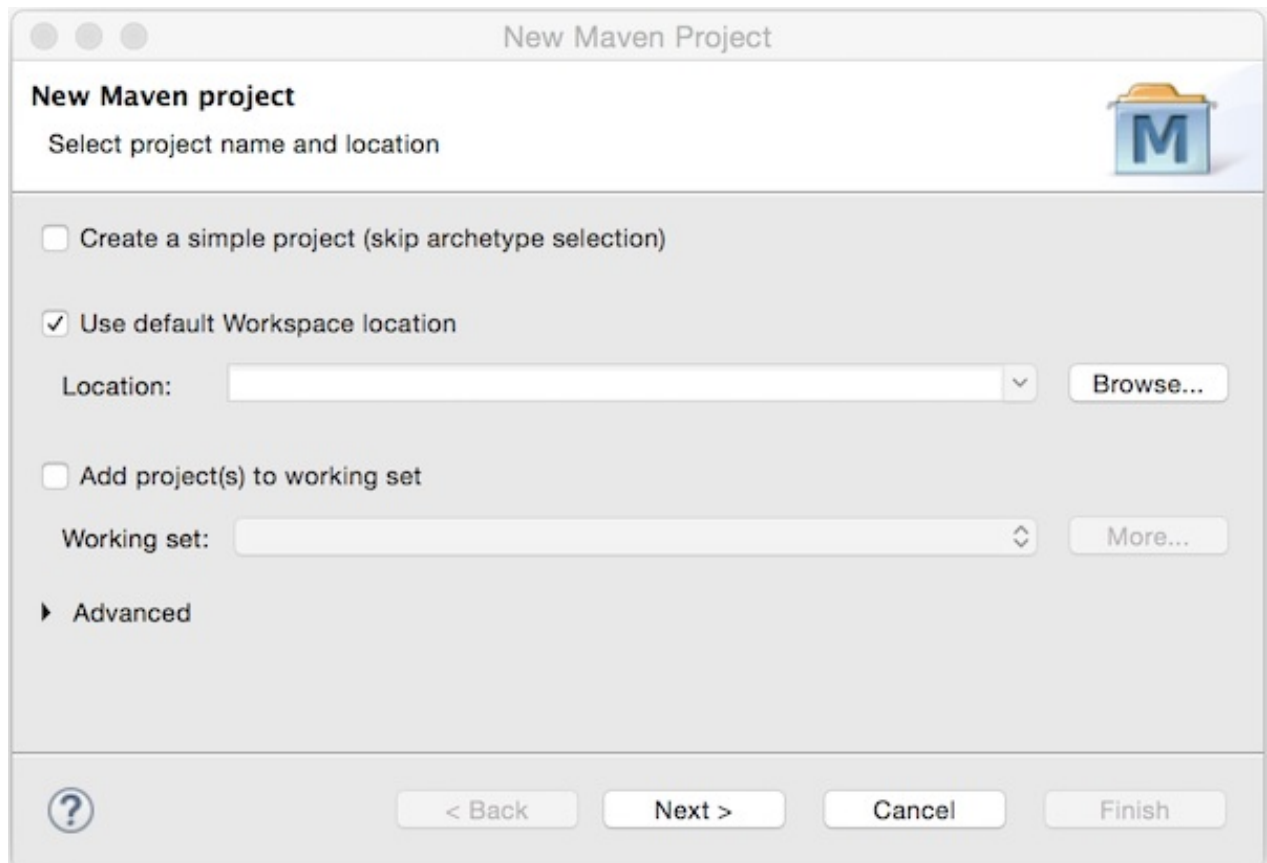 New Maven Project
New Maven project
Select project name and location
M
Create a simple project (skip archetype selection)
Use default Workspace location
Location:
Browse...
Add project(s) to working set
Working set:
More...
Advanced
?
< Back
Next >
Cancel
Finish